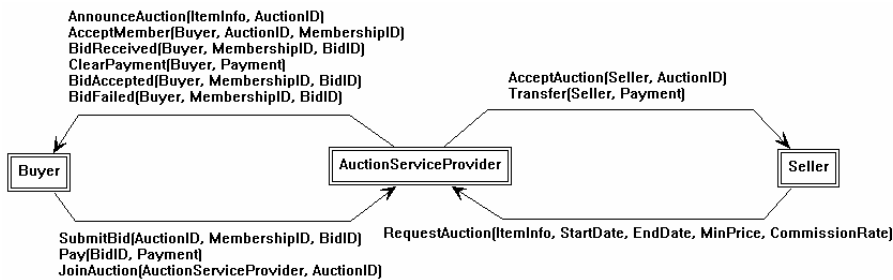 AnnounceAuction(ItemInfo, AuctionID)
AcceptMember(Buyer, AuctionID, MembershipID)
BidReceived(Buyer, MembershipID, BidID)
ClearPayment(Buyer, Payment)
BidAccepted(Buyer, MembershipID, BidID)
BidFailed(Buyer, MembershipID, BidID)
AcceptAuction(Seller, AuctionID)
Transfer(Seller, Payment)
Buyer
AuctionServiceProvider
Seller
SubmitBid(AuctionID, MembershipID, BidID)
Pay(BidID, Payment)
JoinAuction(AuctionServiceProvider, AuctionID)
RequestAuction(ItemInfo, StartDate, EndDate, MinPrice, CommissionRate)